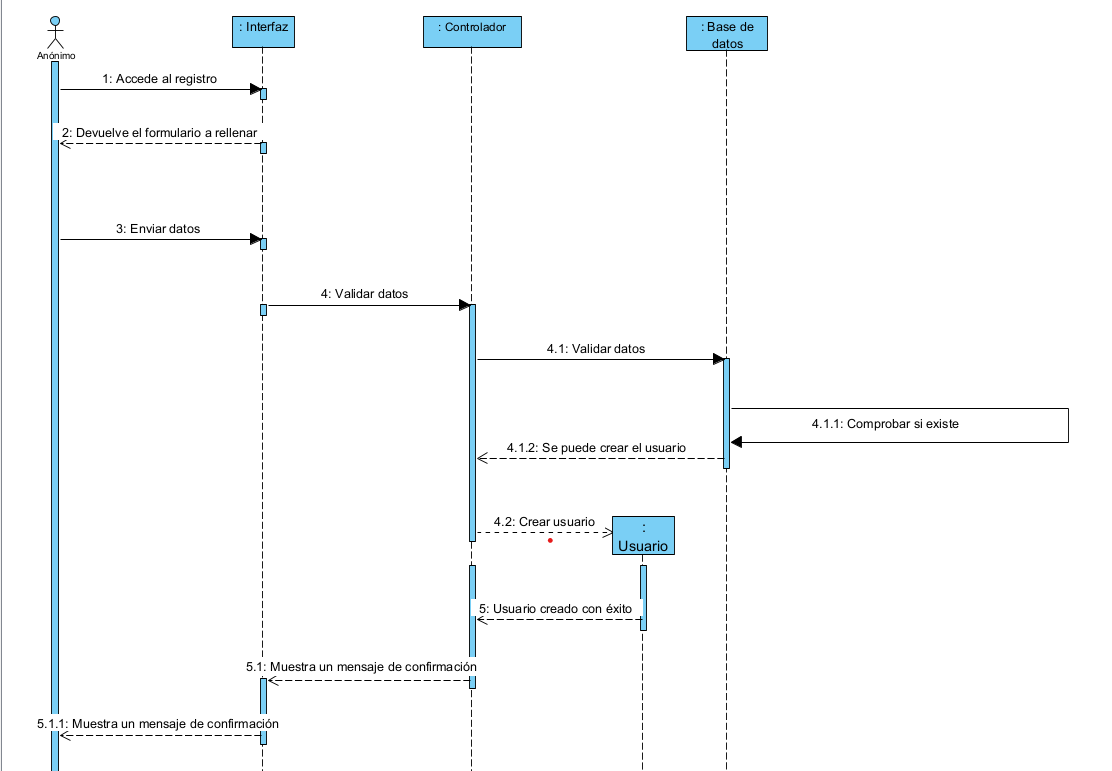 : Interfaz
: Controlador
: Base de
datos
Anónimo
1: Accede al registro
2: Devuelve el formulario a rellenar
3: Enviar datos
4: Validar datos
4.1: Validar datos
4.1.1: Comprobar si existe
4.1.2: Se puede crear el usuario
4.2: Crear usuario
:
Usuario
5: Usuario creado con éxito
5.1: Muestra un mensaje de confirmación
5.1.1: Muestra un mensaje de confirmación